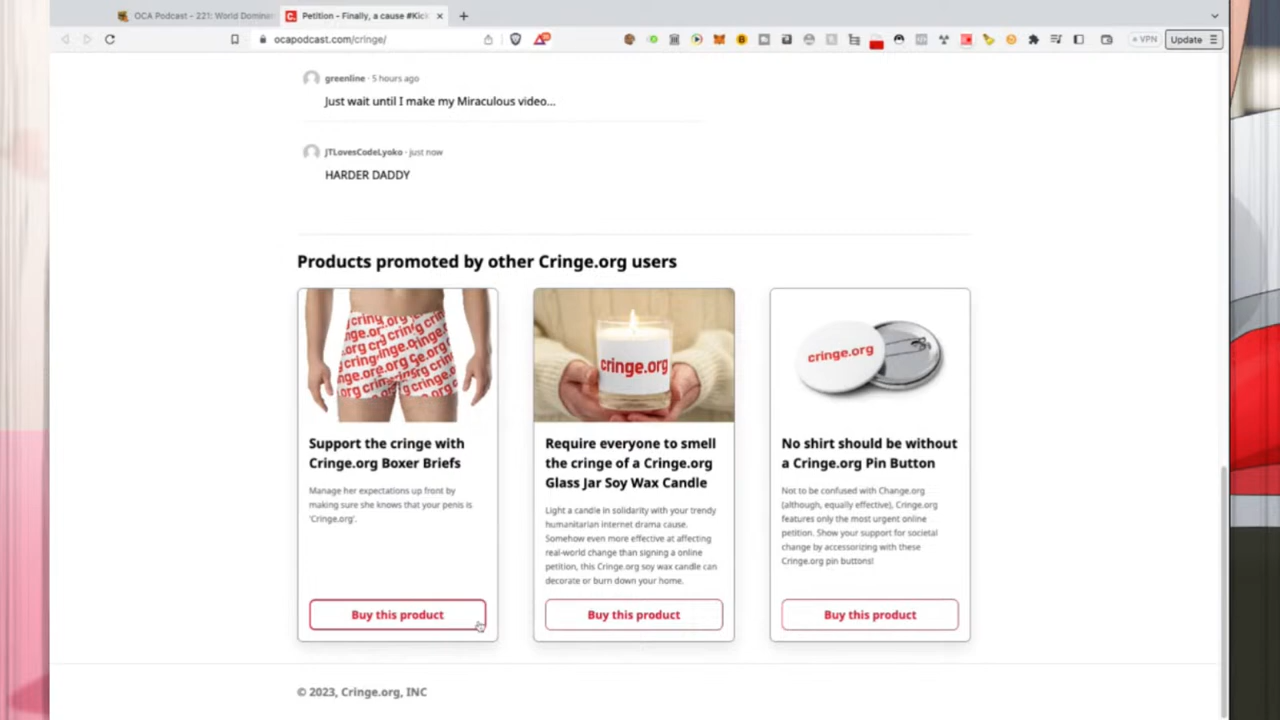 OCA Podcast - 221: World Domina
Petition - Finally, a cause #Kick
ocapodcast.com/cringe/
VPN
Update
greenline · 5 hours ago
Just wait until I make my Miraculous video...
JTLovesCodeLyoko · just now
HARDER DADDY
Products promoted by other Cringe.org users
cringe.org
cringe.org
Support the cringe with
Cringe.org Boxer Briefs
Manage her expectations up front by
making sure she knows that your penis is
'Cringe.org'.
Buy this product
Require everyone to smell
the cringe of a Cringe.org
Glass Jar Soy Wax Candle
Light a candle in solidarity with your trendy
humanitarian internet drama cause.
Somehow even more effective at affecting
real-world change than signing a online
petition, this Cringe.org soy wax candle can
decorate or burn down your home.
Buy this product
No shirt should be without
a Cringe.org Pin Button
Not to be confused with Change.org
(although, equally effective), Cringe.org
features only the most urgent online
petition. Show your support for societal
change by accessorizing with these
Cringe.org pin buttons!
Buy this product
© 2023, Cringe.org, INC